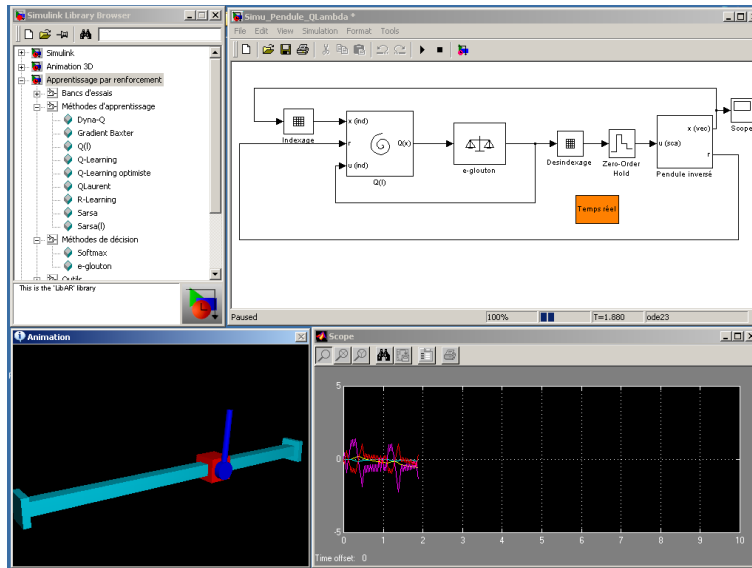 Simulink Library Browser
Simulink
Animation 3D
Apprentissage par renforcement
Bancs d'essais
Méthodes d'apprentissage
Dyna-Q
Gradient Baxter
Q(l)
Q-Learning
Q-Learning optimiste
QLaurent
R-Learning
Sarsa
Sarsa(l)
Méthodes de décision
Softmax
e-glouton
Outils
This is the 'LibAR' library
Simu_Pendule_QLambda *
File Edit View Simulation Format Tools
Indexage
x (ind)
r
u (ind)
Q(x)
Q(l)
e-glouton
Desindexage
Zero-Order
Hold
u (sca)
x (vec)
r
Pendule inversé
Scope
Temps réel
Paused
100%
T=1.880
ode23
Animation
Scope
5
0
-5
0 1 2 3 4 5 6 7 8 9 10
Time offset: 0